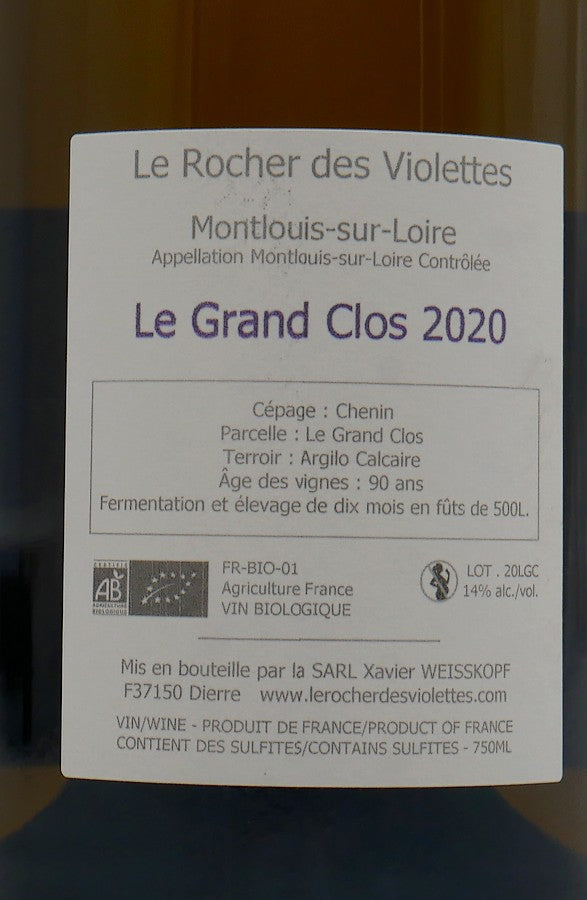 Le Rocher des Violettes
Montlouis-sur-Loire
Appellation Montlouis-sur-Loire Contrôlée
Le Grand Clos 2020
Cépage : Chenin
Parcelle : Le Grand Clos
Terroir : Argilo Calcaire
Âge des vignes : 90 ans
Fermentation et élevage de dix mois en fûts de 500L.
CERTIFIÉ
AB
AGRICULTURE
BIOLOGIQUE
FR-BIO-01
Agriculture France
VIN BIOLOGIQUE
LOT . 20LGC
14% alc./vol.
Mis en bouteille par la SARL Xavier WEISSKOPF
F37150 Dierre www.lerocherdesviolettes.com
VIN/WINE - PRODUIT DE FRANCE/PRODUCT OF FRANCE
CONTIENT DES SULFITES/CONTAINS SULFITES - 750ML